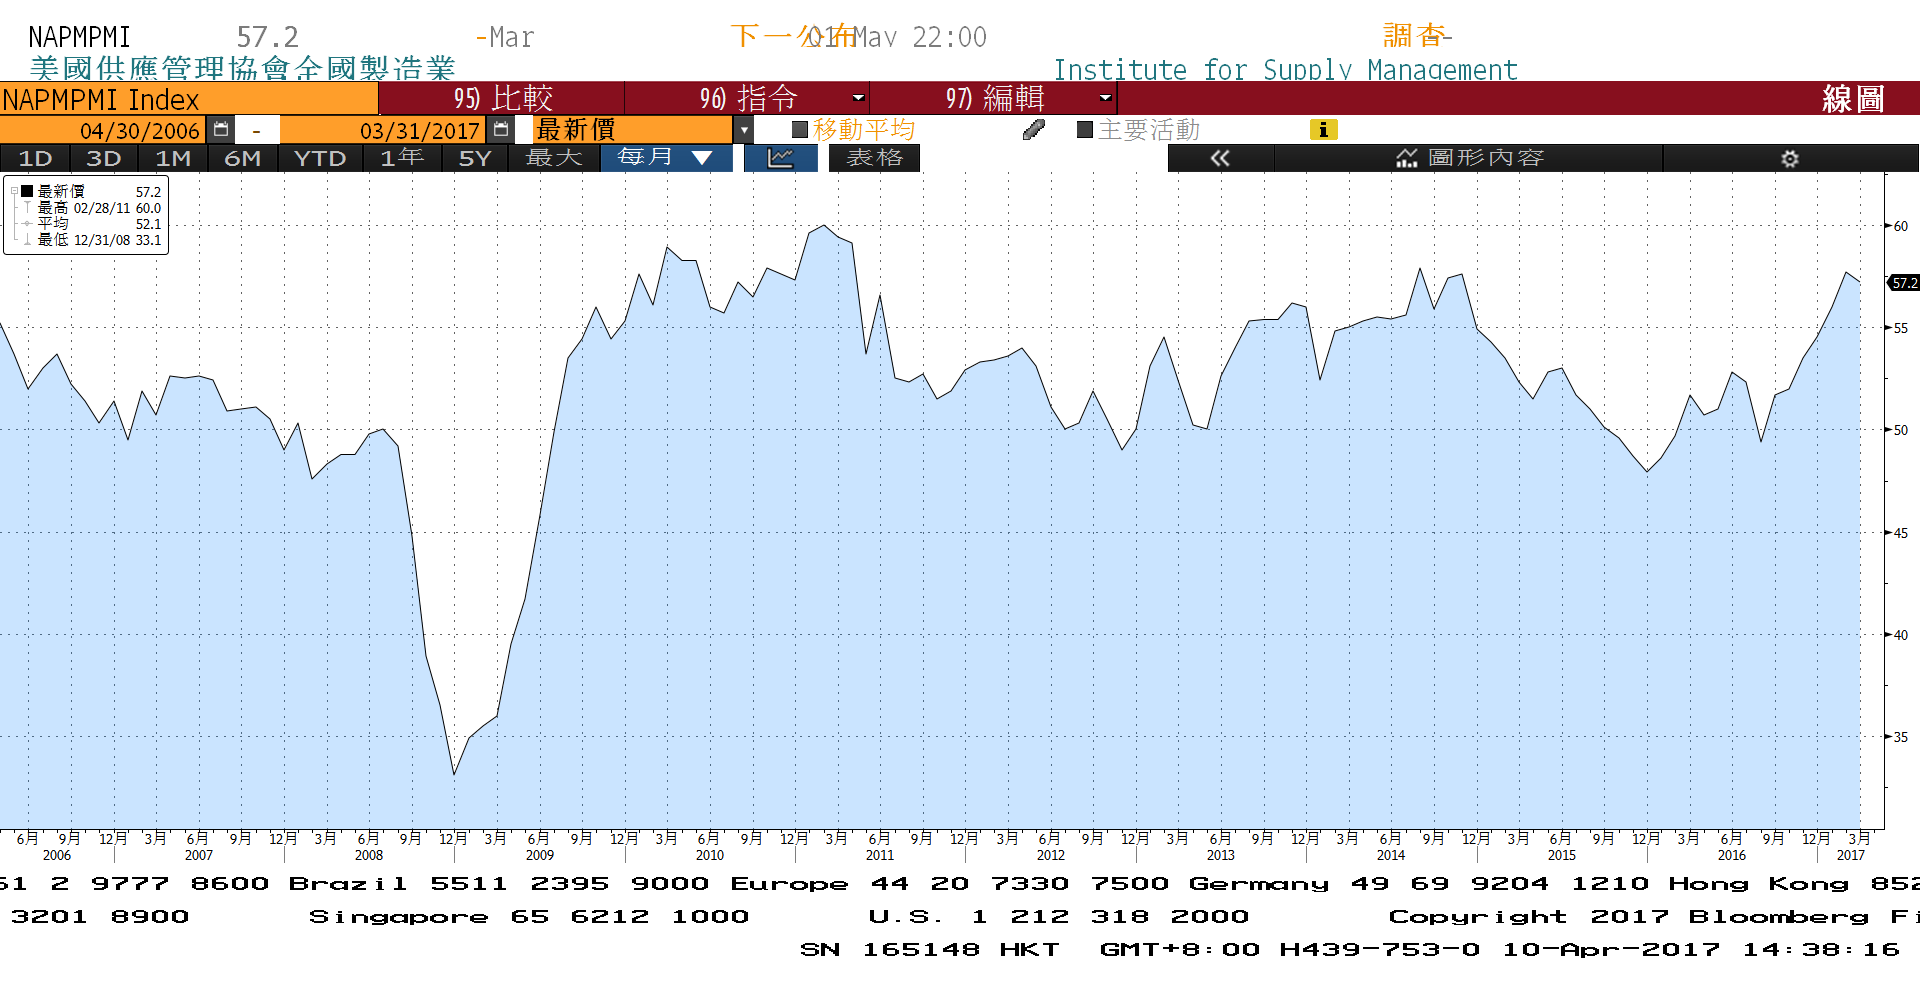 NAPMPMI 57.2 -Mar 下一公布 01 May 22:00 調查 --
美國供應管理協會全國製造業 Institute for Supply Management
NAPMPMI Index 95) 比較 96) 指令 97) 編輯 線圖
04/30/2006 - 03/31/2017 最新價 移動平均 主要活動
1D 3D 1M 6M YTD 1年 5Y 最大 每月 ▼ 表格 « 圖形內容
最新價 57.2
最高 02/28/11 60.0
平均 52.1
最低 12/31/08 33.1
60
57.2
55
50
45
40
35
6月 9月 12月 3月 6月 9月 12月 3月 6月 9月 12月 3月 6月 9月 12月 3月 6月 9月 12月 3月 6月 9月 12月 3月 6月 9月 12月 3月 6月 9月 12月 3月 6月 9月 12月 3月 6月 9月 12月 3月 6月 9月 12月 3月
2006 2007 2008 2009 2010 2011 2012 2013 2014 2015 2016 2017
61 2 9777 8600 Brazil 5511 2395 9000 Europe 44 20 7330 7500 Germany 49 69 9204 1210 Hong Kong 852
3201 8900 Singapore 65 6212 1000 U.S. 1 212 318 2000 Copyright 2017 Bloomberg Fi
SN 165148 HKT GMT+8:00 H439-753-0 10-Apr-2017 14:38:16